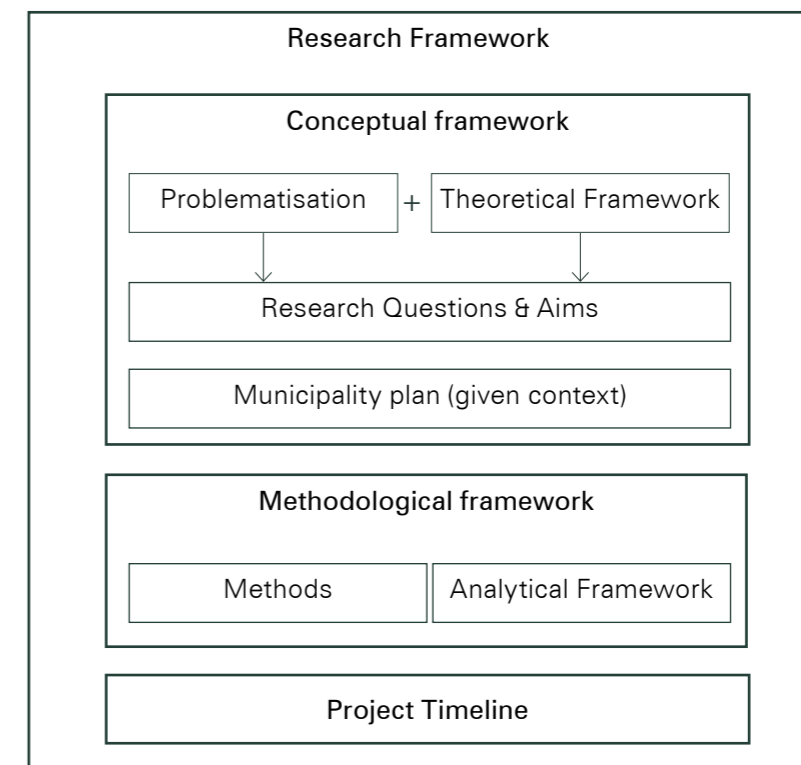 Research Framework
Conceptual framework
Problematisation + Theoretical Framework
Research Questions & Aims
Municipality plan (given context)
Methodological framework
Methods Analytical Framework
Project Timeline